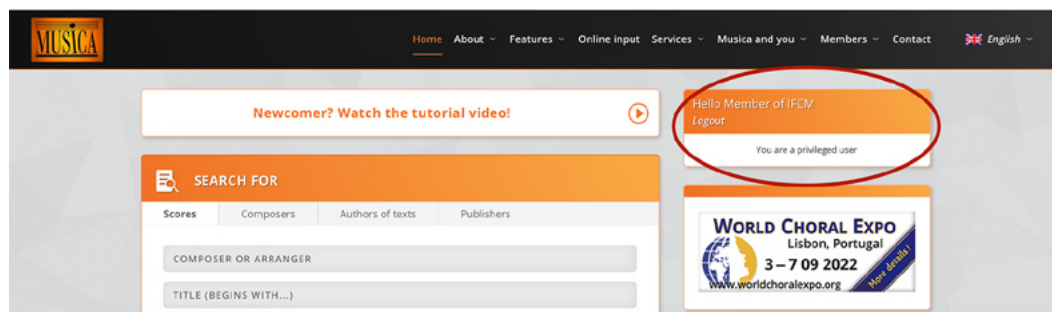 MUSICA
Home About Features Online input Services Musica and you Members Contact English
Newcomer? Watch the tutorial video!
Hello Member of IFCM
Logout
You are a privileged user
SEARCH FOR
Scores Composers Authors of texts Publishers
COMPOSER OR ARRANGER
TITLE (BEGINS WITH...)
WORLD CHORAL EXPO
Lisbon, Portugal
3 – 7 09 2022
www.worldchoralexpo.org
More details!